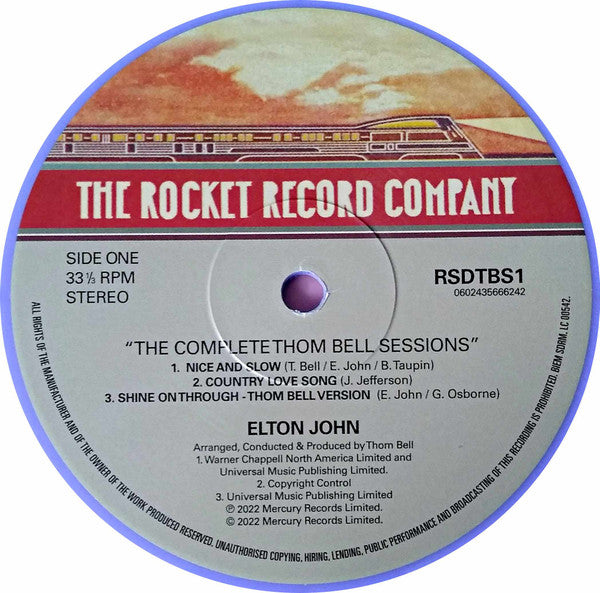 THE ROCKET RECORD COMPANY
SIDE ONE
33 ⅓ RPM
STEREO
RSDTBS1
0602435666242
"THE COMPLETE THOM BELL SESSIONS"
1. NICE AND SLOW (T. Bell / E. John / B. Taupin)
2. COUNTRY LOVE SONG (J. Jefferson)
3. SHINE ON THROUGH - THOM BELL VERSION (E. John / G. Osborne)
ELTON JOHN
Arranged, Conducted & Produced by Thom Bell
1. Warner Chappell North America Limited and
Universal Music Publishing Limited.
2. Copyright Control
3. Universal Music Publishing Limited
℗ 2022 Mercury Records Limited.
© 2022 Mercury Records Limited.
ALL RIGHTS OF THE MANUFACTURER AND OF THE OWNER OF THE WORK PRODUCED RESERVED. UNAUTHORISED COPYING, HIRING, LENDING, PUBLIC PERFORMANCE AND BROADCASTING OF THIS RECORDING IS PROHIBITED. BIEM SDRM. LC 00542.